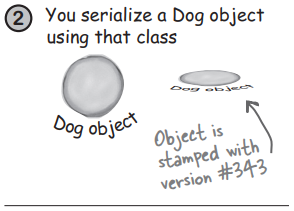 2 You serialize a Dog object
using that class
Dog object
Dog object
Object is
stamped with
version #343